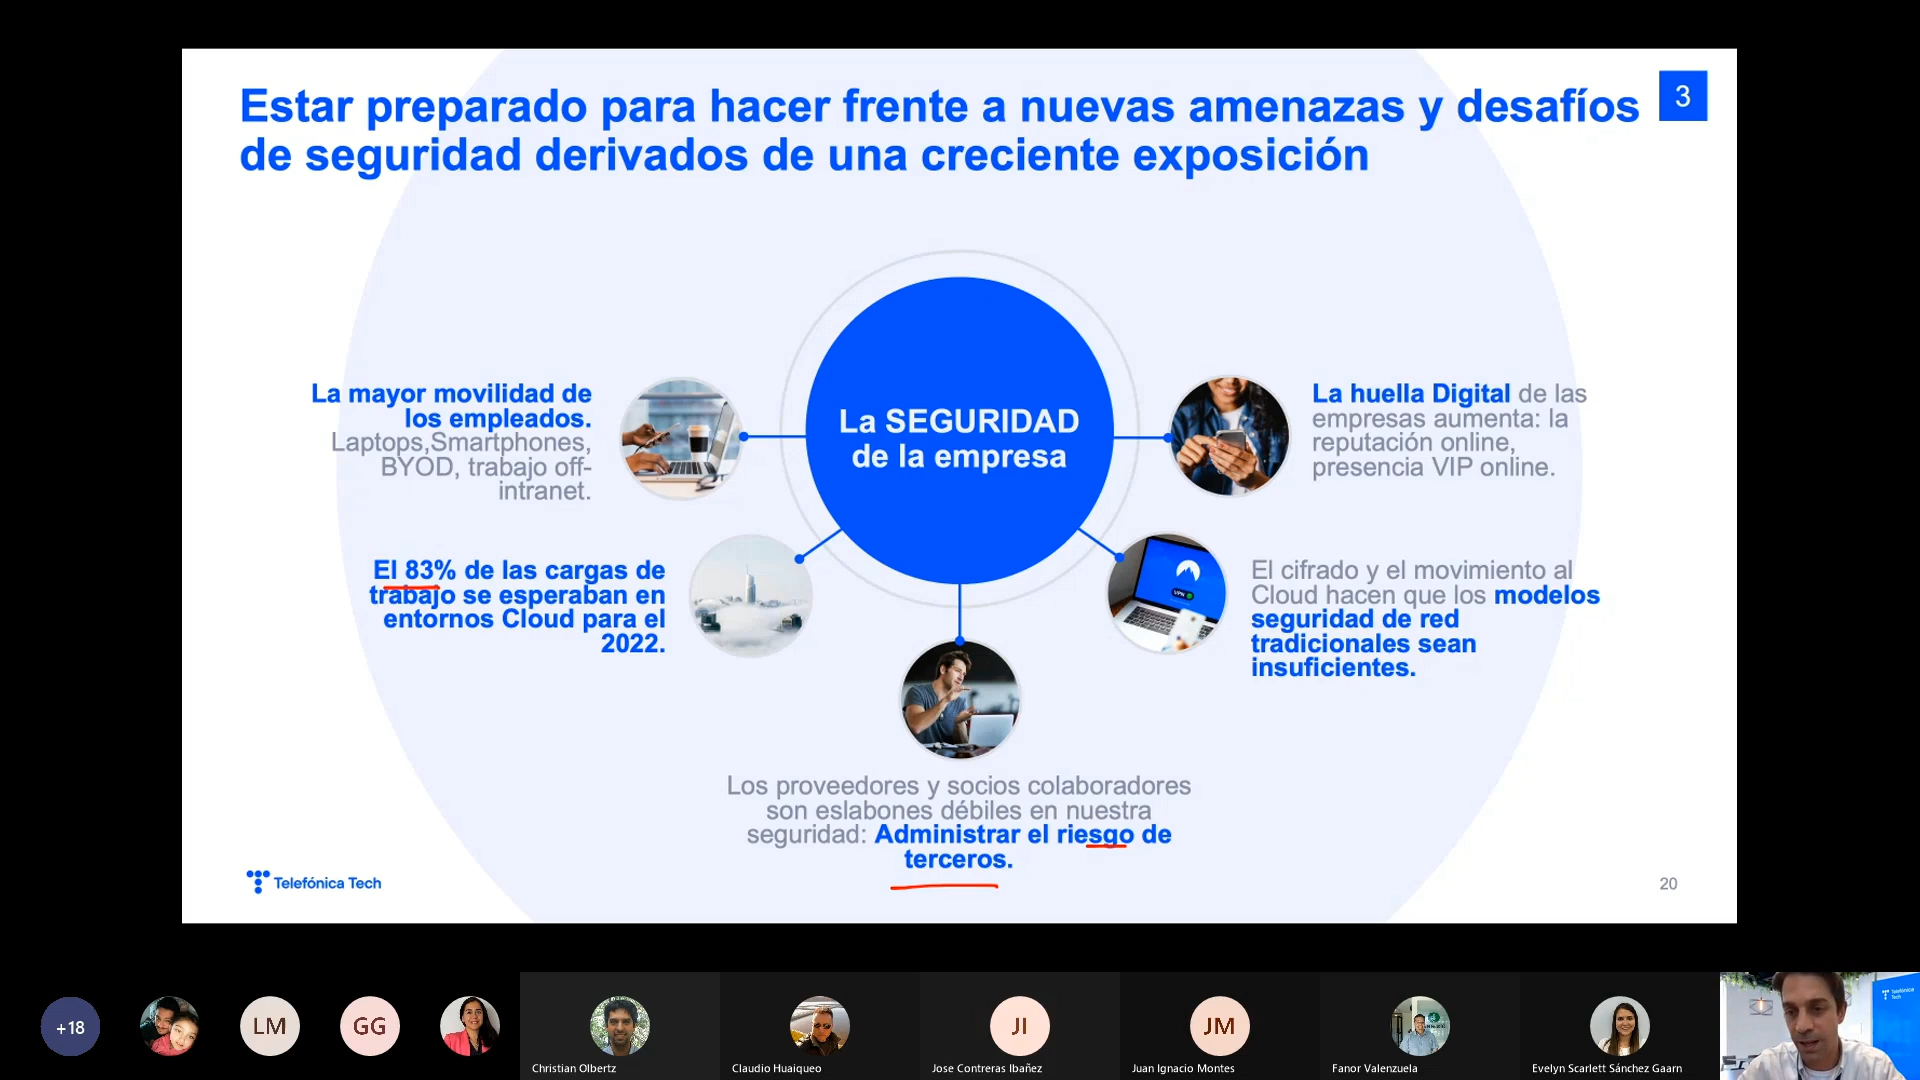 Estar preparado para hacer frente a nuevas amenazas y desafíos
de seguridad derivados de una creciente exposición
3
La SEGURIDAD
de la empresa
La mayor movilidad de
los empleados.
Laptops,Smartphones,
BYOD, trabajo off-
intranet.
La huella Digital de las
empresas aumenta: la
reputación online,
presencia VIP online.
El 83% de las cargas de
trabajo se esperaban en
entornos Cloud para el
2022.
VPN
El cifrado y el movimiento al
Cloud hacen que los modelos
seguridad de red
tradicionales sean
insuficientes.
Los proveedores y socios colaboradores
son eslabones débiles en nuestra
seguridad: Administrar el riesgo de
terceros.
Telefónica Tech
20
+18
LM
GG
JI
JM
Telefónica
Tech
Christian Olbertz
Claudio Huaiqueo
Jose Contreras Ibañez
Juan Ignacio Montes
Fanor Valenzuela
Evelyn Scarlett Sánchez Gaarn